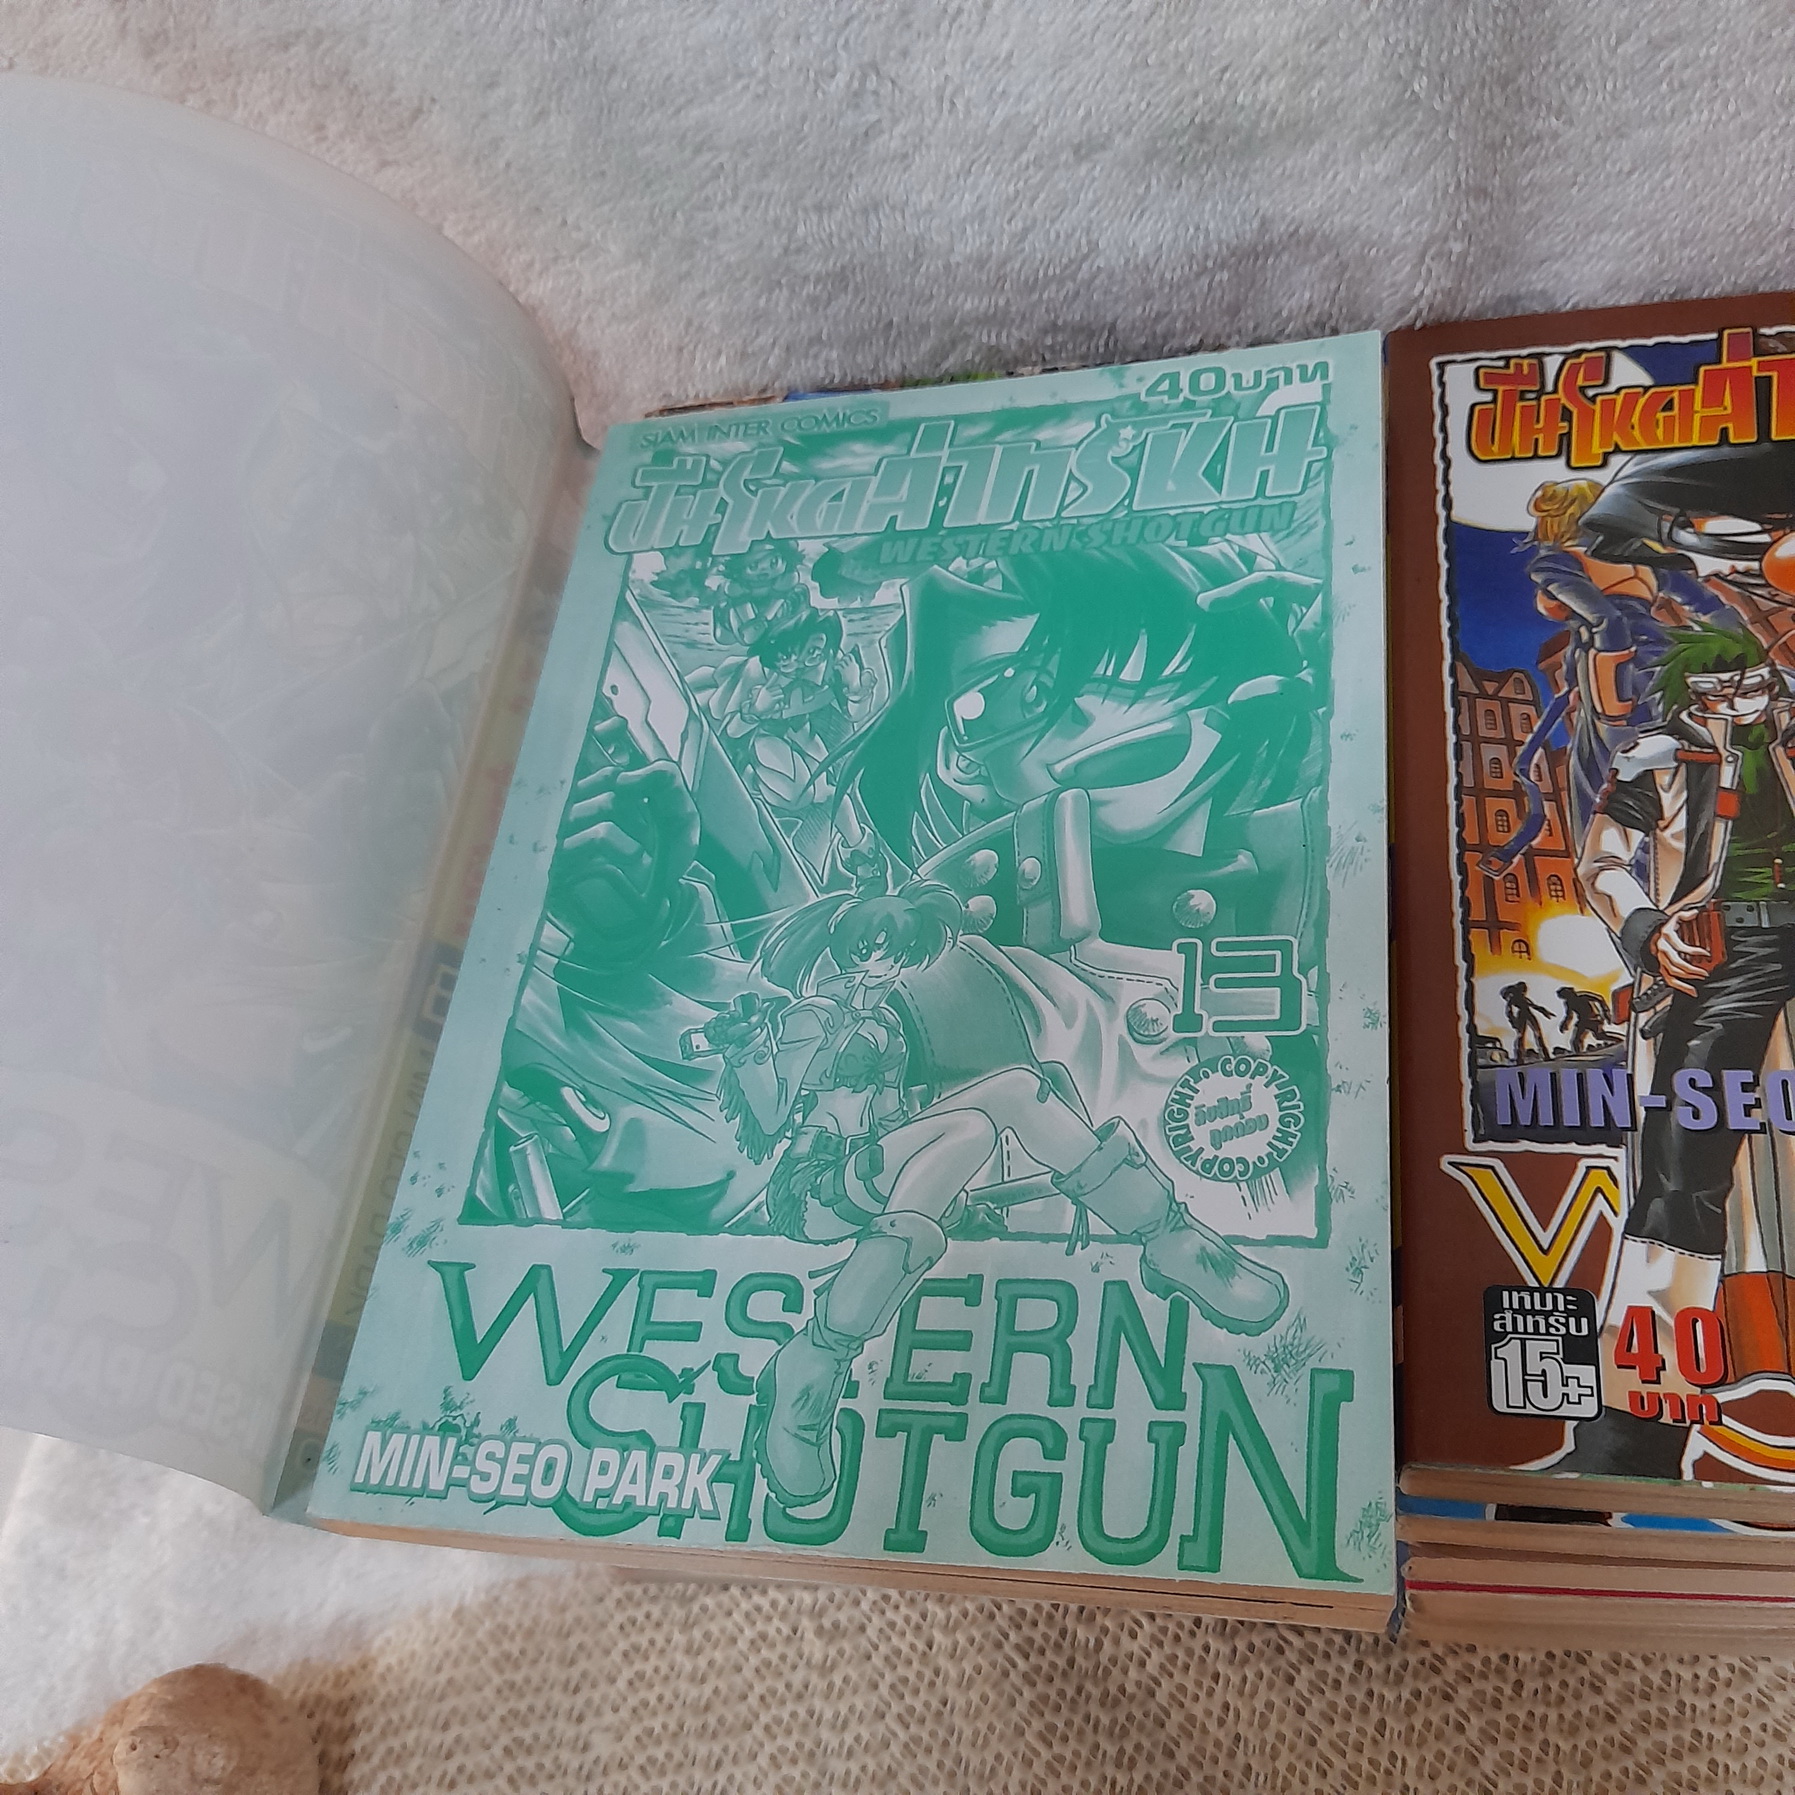 40 บาท
SIAM INTER COMICS
ปืนโหดล่าทรชน
WESTERN SHOTGUN
13
COPYRIGHT
COPYRIGHT
ลิขสิทธิ์
ถูกต้อง
WESTERN
SHOTGUN
MIN-SEO PARK
ปืนโหดล่า
MIN-SEO
W
เหมาะ
สำหรับ
15+
40
บาท